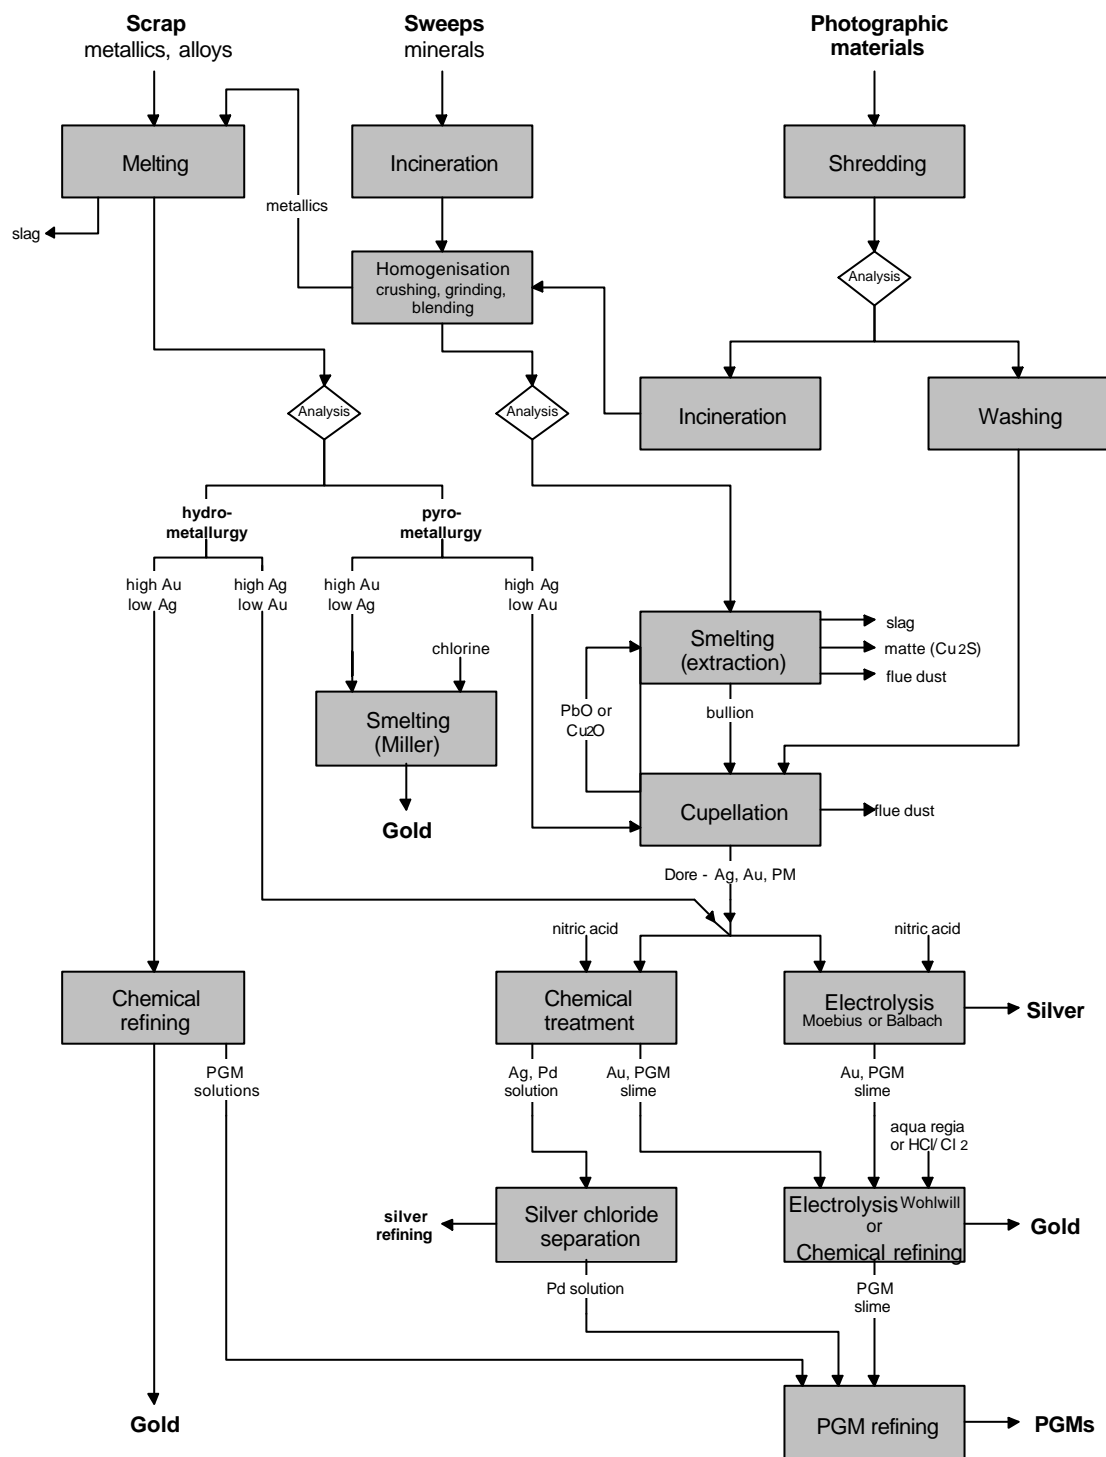 Scrap
metallics, alloys
Sweeps
minerals
Photographic
materials
Melting
Incineration
Shredding
metallics
slag
Homogenisation
crushing, grinding,
blending
Analysis
Analysis
Analysis
Incineration
Washing
hydro-
metallurgy
pyro-
metallurgy
high Au
low Ag
high Ag
low Au
high Au
low Ag
high Ag
low Au
chlorine
Smelting
(extraction)
slag
matte (Cu2S)
flue dust
Smelting
(Miller)
PbO or
Cu2O
bullion
Gold
Cupellation
flue dust
Dore - Ag, Au, PM
nitric acid
nitric acid
Chemical
refining
Chemical
treatment
Electrolysis
Moebius or Balbach
Silver
PGM
solutions
Ag, Pd
solution
Au, PGM
slime
Au, PGM
slime
aqua regia
or HCl/ Cl 2
silver
refining
Silver chloride
separation
Electrolysis Wohlwill
or
Chemical refining
Gold
Pd solution
PGM
slime
Gold
PGM refining
PGMs